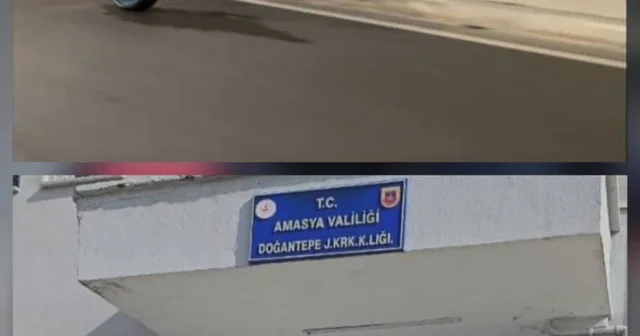 T.C.
AMASYA VALİLİĞİ
DOĞANTEPE J.KRK.K.LIĞI.